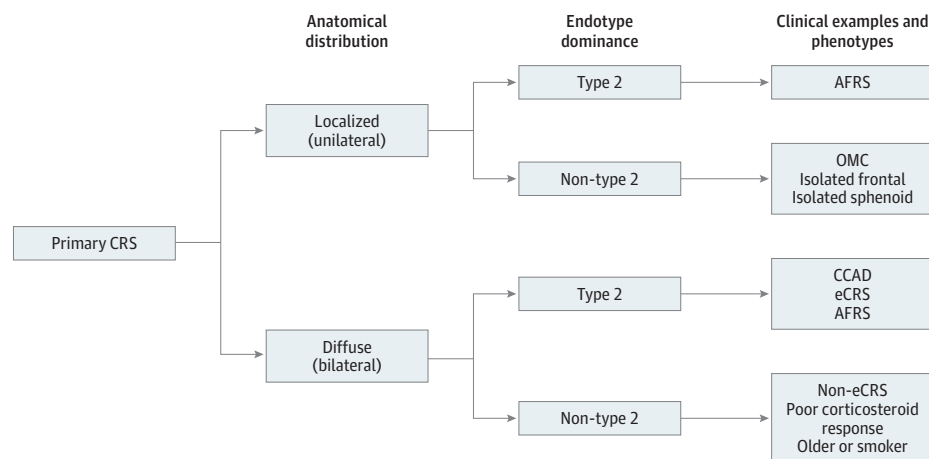 Anatomical
distribution
Endotype
dominance
Clinical examples and
phenotypes
Primary CRS
Localized
(unilateral)
Type 2
AFRS
Non-type 2
OMC
Isolated frontal
Isolated sphenoid
Diffuse
(bilateral)
Type 2
CCAD
eCRS
AFRS
Non-type 2
Non-eCRS
Poor corticosteroid
response
Older or smoker